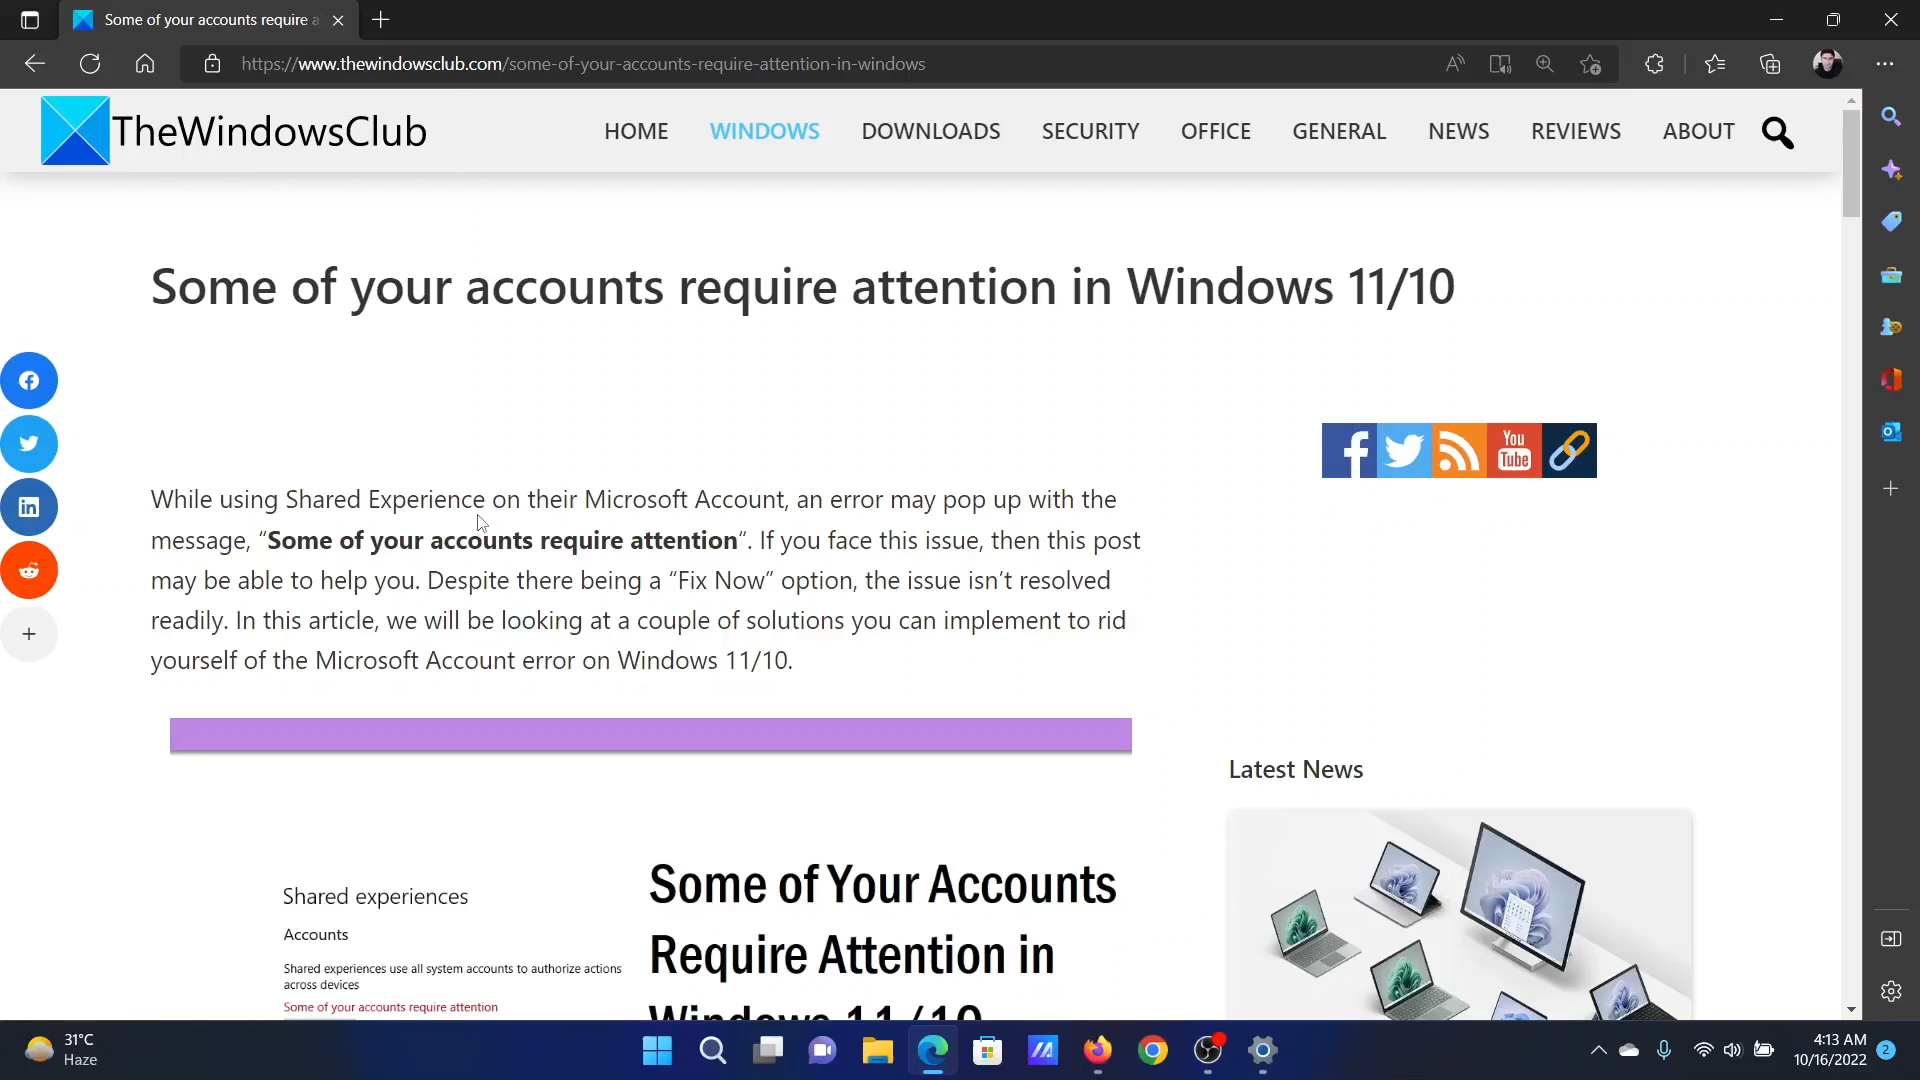 Some of your accounts require a
https://www.thewindowsclub.com/some-of-your-accounts-require-attention-in-windows
TheWindowsClub
HOME WINDOWS DOWNLOADS SECURITY OFFICE GENERAL NEWS REVIEWS ABOUT
Some of your accounts require attention in Windows 11/10
You
Tube
While using Shared Experience on their Microsoft Account, an error may pop up with the
message, “Some of your accounts require attention“. If you face this issue, then this post
may be able to help you. Despite there being a “Fix Now” option, the issue isn’t resolved
readily. In this article, we will be looking at a couple of solutions you can implement to rid
yourself of the Microsoft Account error on Windows 11/10.
Latest News
Shared experiences
Accounts
Shared experiences use all system accounts to authorize actions
across devices
Some of your accounts require attention
Some of Your Accounts
Require Attention in
Windows 11/10
31°C
Haze
4:13 AM
10/16/2022
2